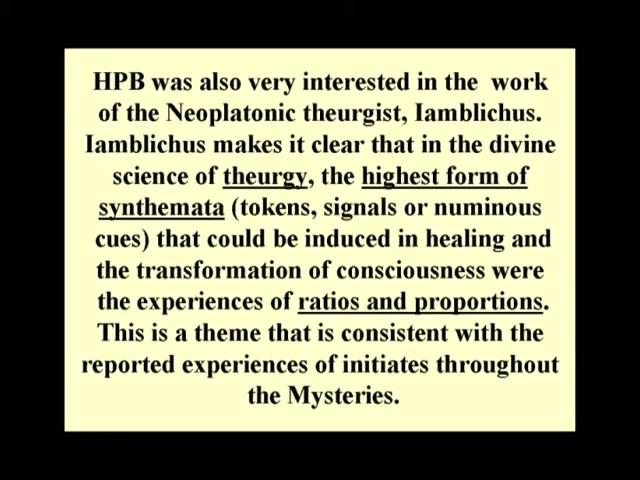 HPB was also very interested in the work
of the Neoplatonic theurgist, Iamblichus.
Iamblichus makes it clear that in the divine
science of theurgy, the highest form of
synthemata (tokens, signals or numinous
cues) that could be induced in healing and
the transformation of consciousness were
the experiences of ratios and proportions.
This is a theme that is consistent with the
reported experiences of initiates throughout
the Mysteries.